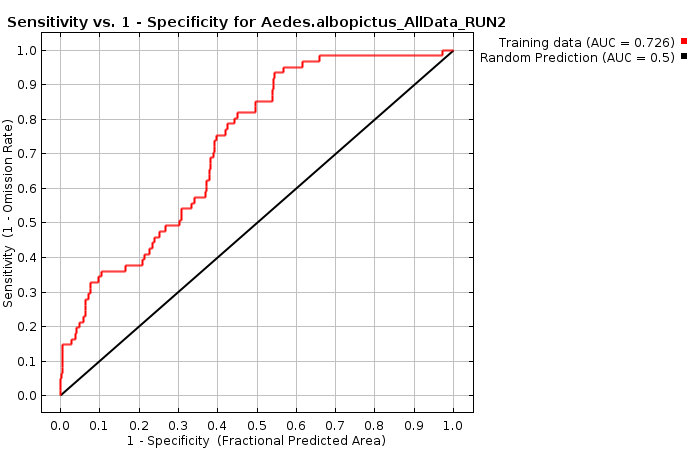 Sensitivity vs. 1 - Specificity for Aedes.albopictus_AllData_RUN2
Training data (AUC = 0.726)
Random Prediction (AUC = 0.5)
Sensitivity (1 - Omission Rate)
1.0
0.9
0.8
0.7
0.6
0.5
0.4
0.3
0.2
0.1
0.0
0.0 0.1 0.2 0.3 0.4 0.5 0.6 0.7 0.8 0.9 1.0
1 - Specificity (Fractional Predicted Area)